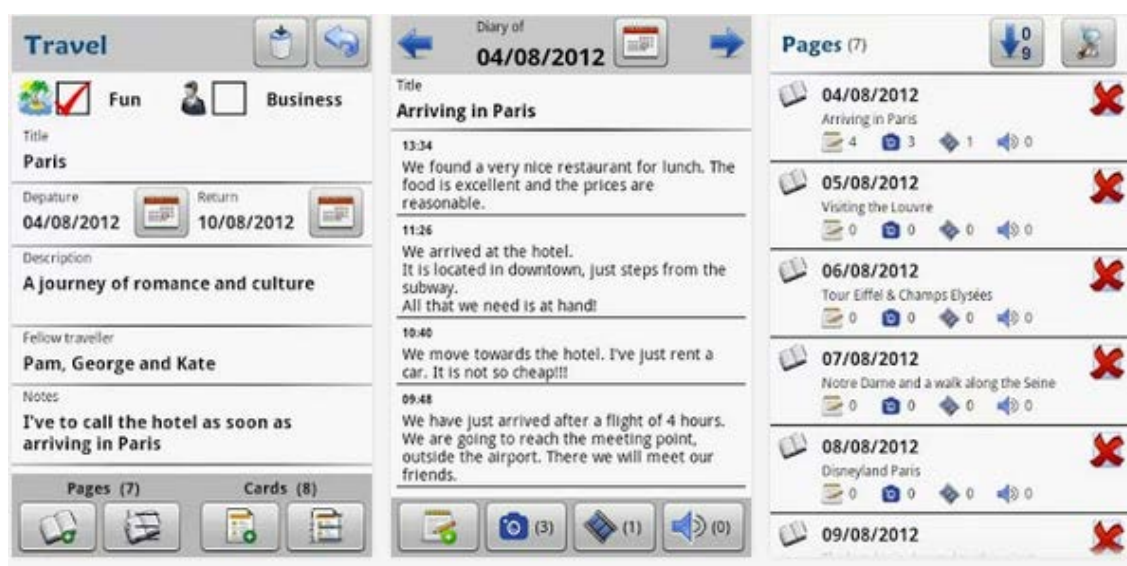 Travel
Fun
Business
Title
Paris
Depature
Return
04/08/2012
10/08/2012
Description
A journey of romance and culture
Fellow traveller
Pam, George and Kate
Notes
I've to call the hotel as soon as
arriving in Paris
Pages (7)
Cards (8)
Diary of
04/08/2012
Title
Arriving in Paris
13:34
We found a very nice restaurant for lunch. The
food is excellent and the prices are
reasonable.
11:26
We arrived at the hotel.
It is located in downtown, just steps from the
subway.
All that we need is at hand!
10:40
We move towards the hotel. I've just rent a
car. It is not so cheap!!!
09:48
We have just arrived after a flight of 4 hours.
We are going to reach the meeting point,
outside the airport. There we will meet our
friends.
(3)
(1)
(0)
Pages (7)
0
9
04/08/2012
Arriving in Paris
4 3 1 0
05/08/2012
Visiting the Louvre
0 0 0 0
06/08/2012
Tour Eiffel & Champs Elysées
0 0 0 0
07/08/2012
Notre Dame and a walk along the Seine
0 0 0 0
08/08/2012
Disneyland Paris
0 0 0 0
09/08/2012